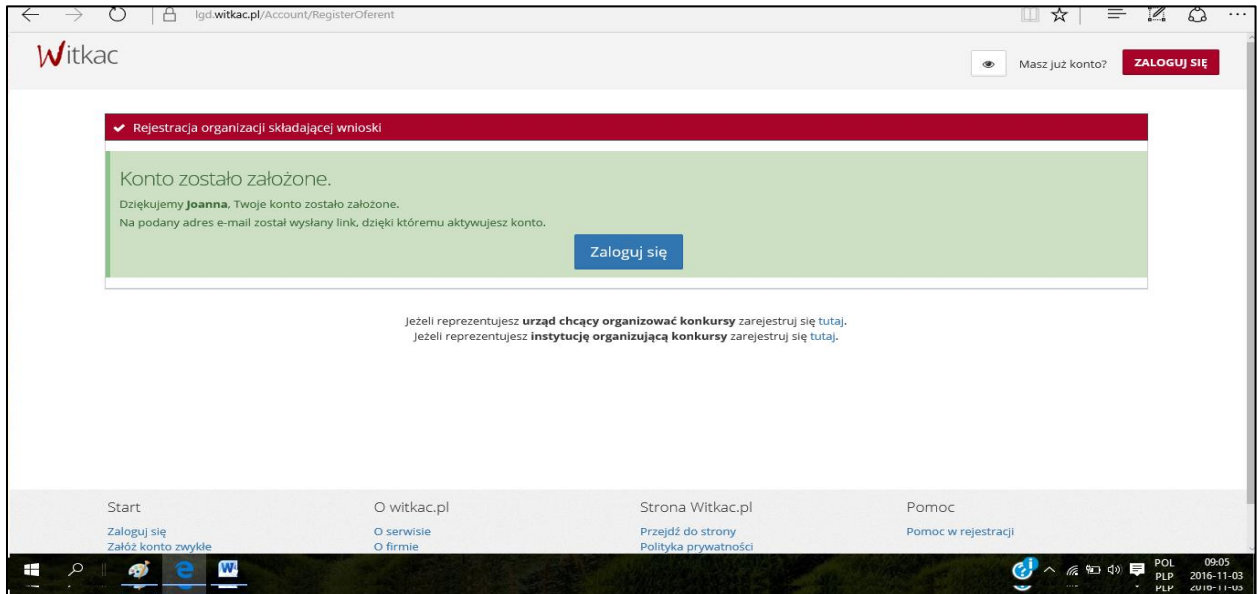 lgd.witkac.pl/Account/RegisterOferent
Witkac
Masz już konto?
ZALOGUJ SIĘ
Rejestracja organizacji składającej wnioski
Konto zostało założone.
Dziękujemy Joanna, Twoje konto zostało założone.
Na podany adres e-mail został wysłany link, dzięki któremu aktywujesz konto.
Zaloguj się
Jeżeli reprezentujesz urząd chcący organizować konkursy zarejestruj się tutaj.
Jeżeli reprezentujesz instytucję organizującą konkursy zarejestruj się tutaj.
Start
O witkac.pl
Strona Witkac.pl
Pomoc
Zaloguj się
O serwisie
Przejdź do strony
Pomoc w rejestracji
Załóż konto zwykłe
O firmie
Polityka prywatności
POL
09:05
PLP
2016-11-03
PLP
2016-11-03